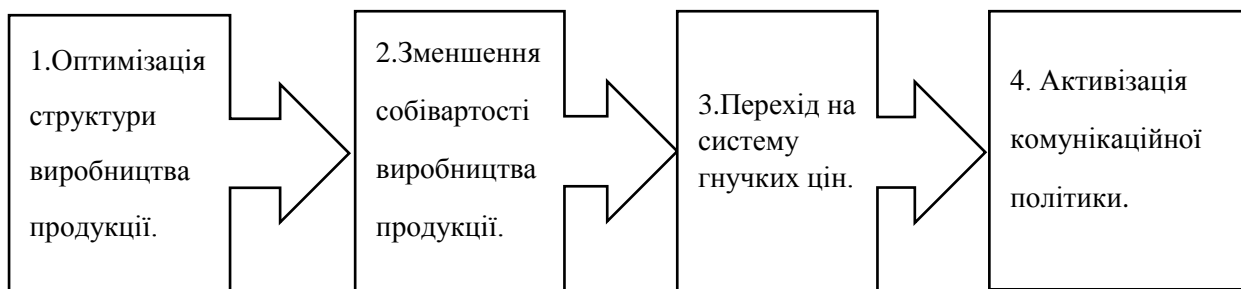 1.Оптимізація
структури
виробництва
продукції.
2.Зменшення
собівартості
виробництва
продукції.
3.Перехід на
систему
гнучких цін.
4. Активізація
комунікаційної
політики.